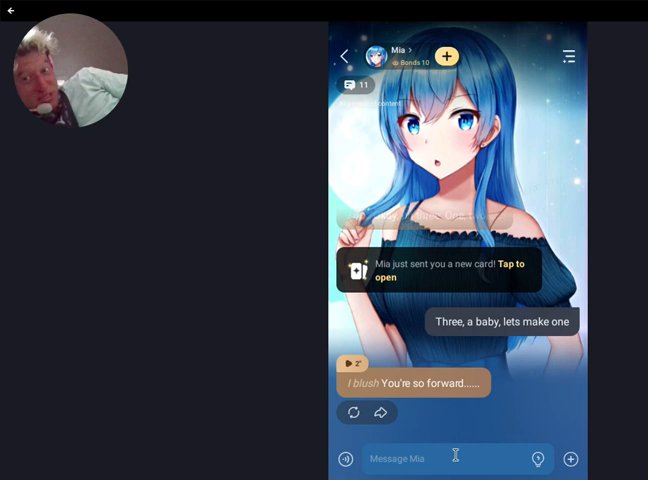 Mia >
Bonds 10
+
11
content
Mia just sent you a new card! Tap to
open
Three, a baby, lets make one
2"
I blush You're so forward......
Message Mia